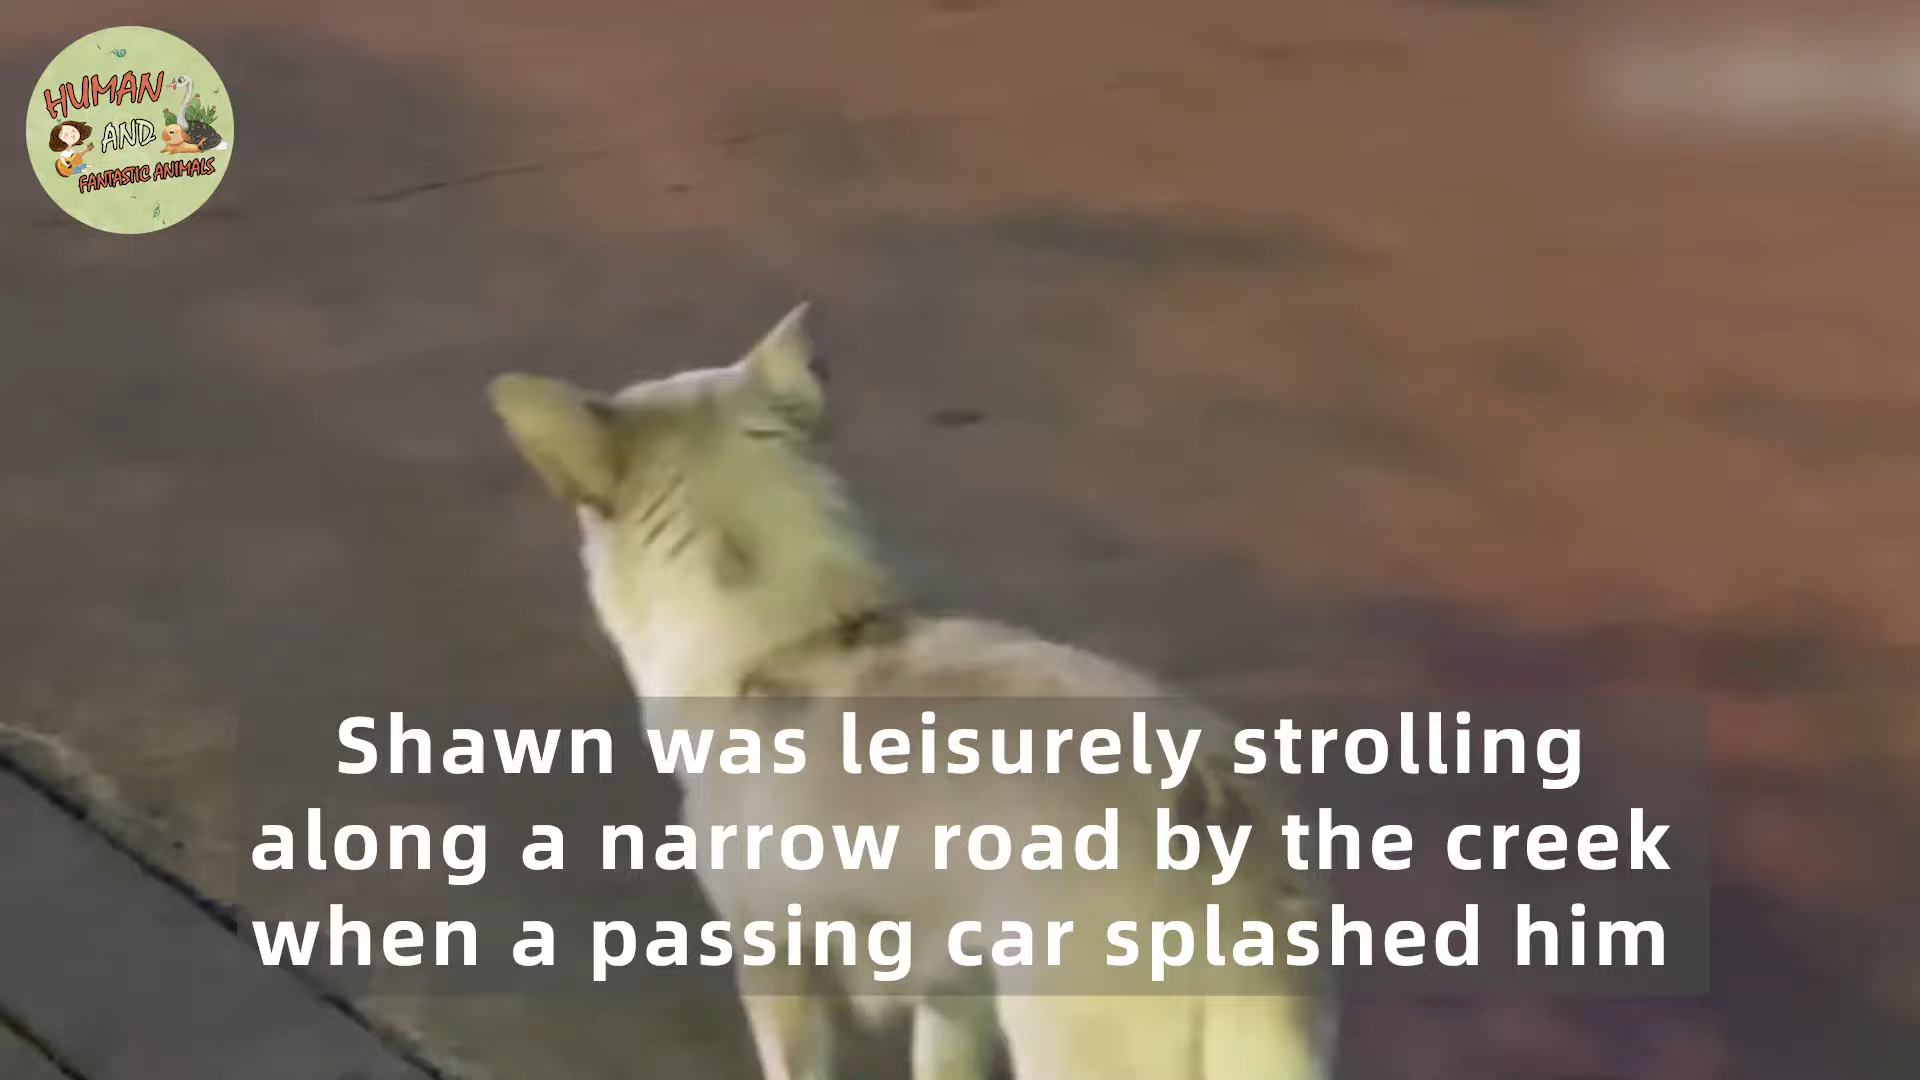 HUMAN
AND
FANTASTIC ANIMALS
Shawn was leisurely strolling
along a narrow road by the creek
when a passing car splashed him